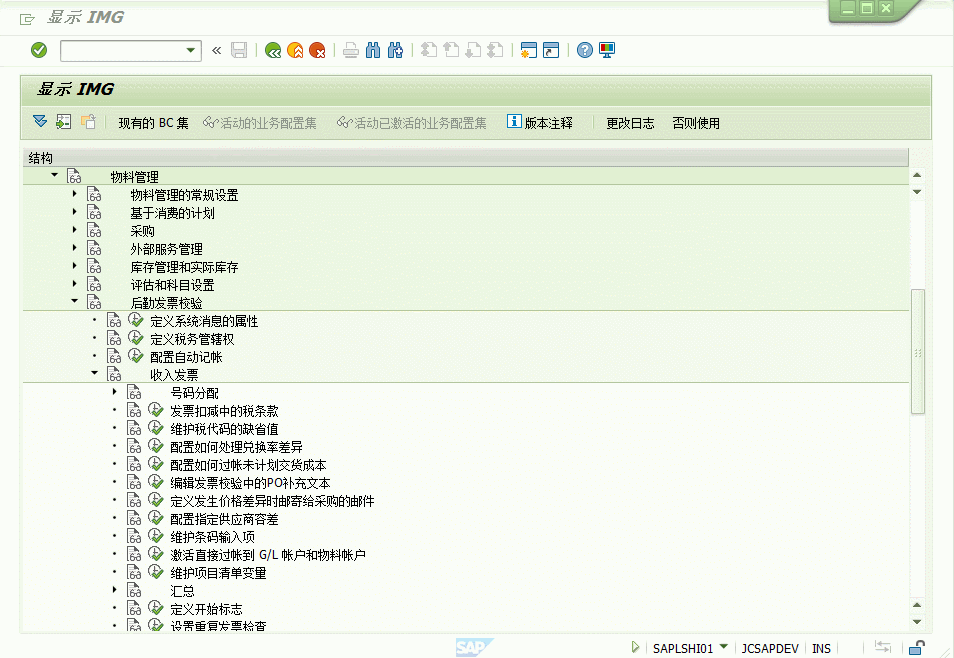 显示 IMG
显示 IMG
现有的 BC 集 活动的业务配置集 活动已激活的业务配置集 版本注释 更改日志 否则使用
结构
物料管理
物料管理的常规设置
基于消费的计划
采购
外部服务管理
库存管理和实际库存
评估和科目设置
后勤发票校验
定义系统消息的属性
定义税务管辖权
配置自动记帐
收入发票
号码分配
发票扣减中的税条款
维护税代码的缺省值
配置如何处理兑换率差异
配置如何过帐未计划交货成本
编辑发票校验中的PO补充文本
定义发生价格差异时邮寄给采购的邮件
配置指定供应商容差
维护条码输入项
激活直接过帐到 G/L 帐户和物料帐户
维护项目清单变量
汇总
定义开始标志
设置重复发票检查
SAP SAPLSHI01 JCSAPDEV INS